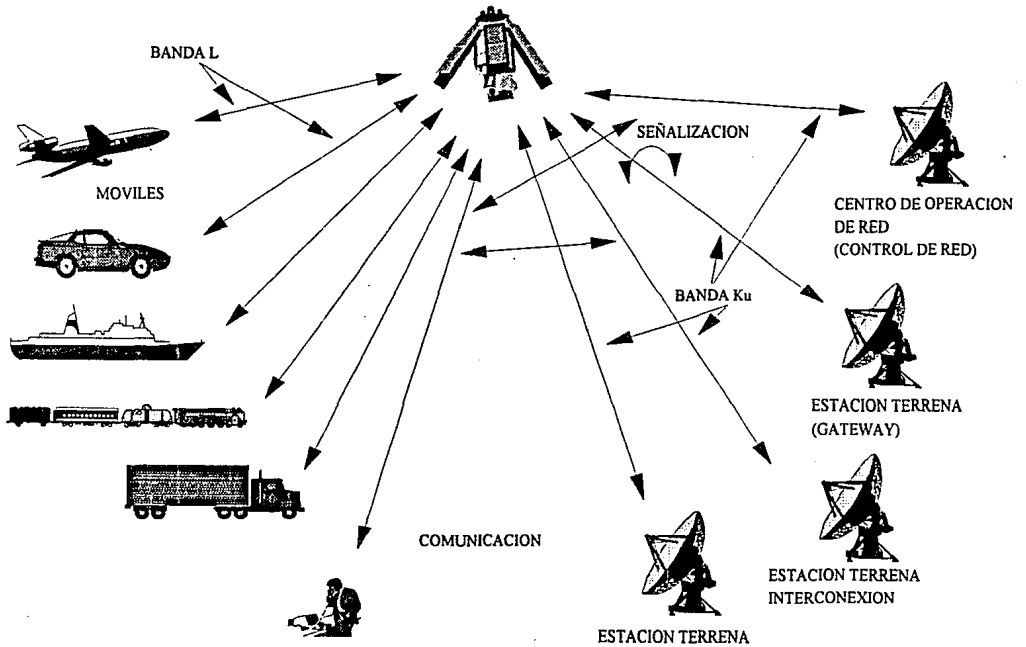 BANDA L
SEÑALIZACION
MOVILES
CENTRO DE OPERACION
DE RED
(CONTROL DE RED)
BANDA Ku
ESTACION TERRENA
(GATEWAY)
COMUNICACION
ESTACION TERRENA
INTERCONEXION
ESTACION TERRENA